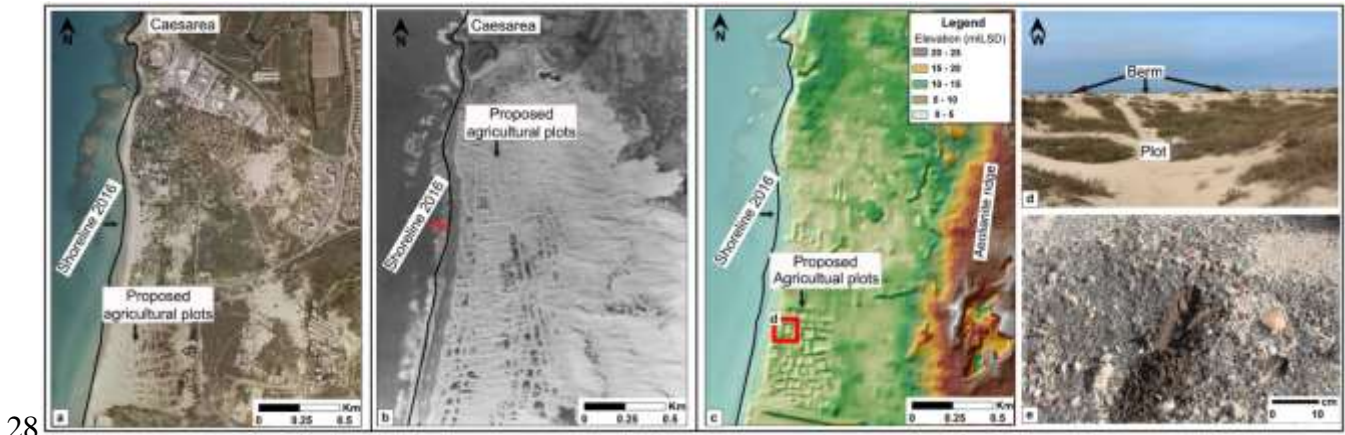 28
N
Caesarea
Shoreline 2016
Proposed
agricultural plots
Km
0 0.25 0.5
a
N
Caesarea
Proposed
agricultural plots
Shoreline 2016
Km
0 0.25 0.5
b
N
Legend
Elevation (mILSD)
20 - 25
15 - 20
10 - 15
5 - 10
0 - 5
Shoreline 2016
Aeolianite ridge
Proposed
Agricultual plots
d
Km
0 0.25 0.5
c
Berm
Plot
d
cm
0 10
e